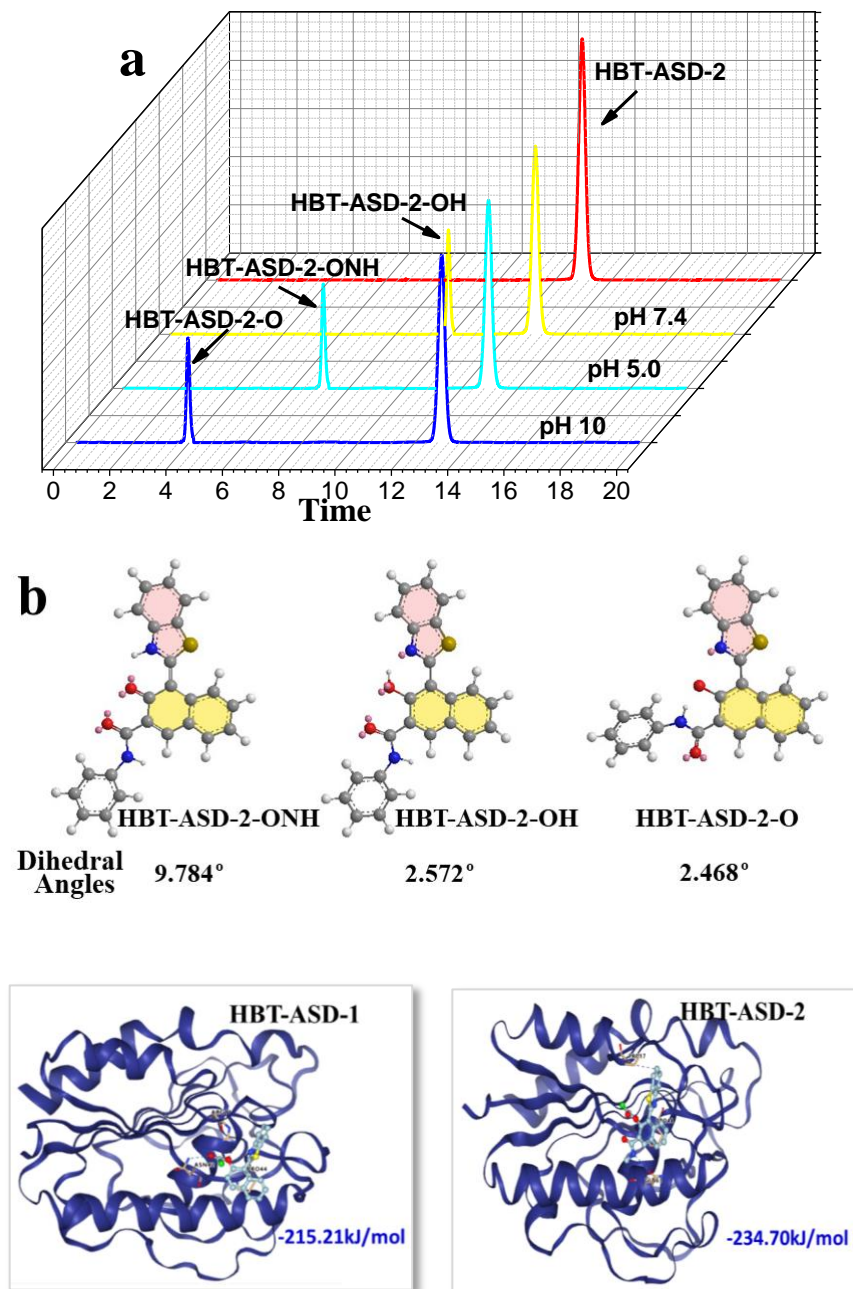 a
HBT-ASD-2
HBT-ASD-2-OH
HBT-ASD-2-ONH
HBT-ASD-2-O
pH 7.4
pH 5.0
pH 10
0 2 4 6 8 10 12 14 16 18 20
Time
b
HBT-ASD-2-ONH HBT-ASD-2-OH HBT-ASD-2-O
Dihedral
Angles 9.784° 2.572° 2.468°
HBT-ASD-1
-215.21kJ/mol
HBT-ASD-2
-234.70kJ/mol